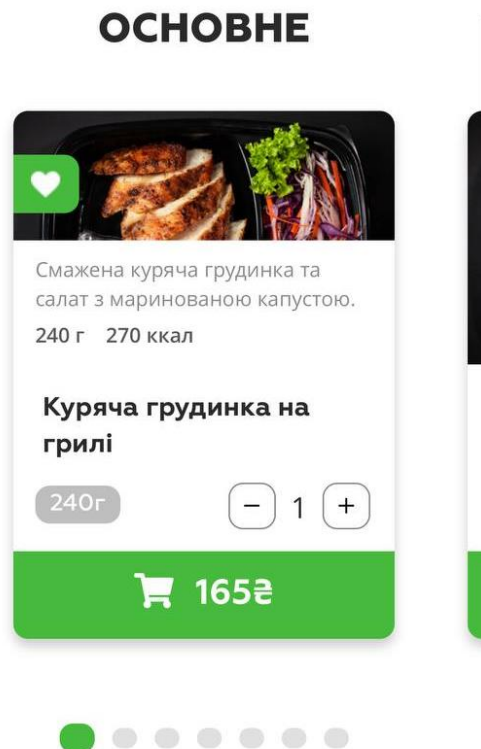 ОСНОВНЕ
Смажена куряча грудинка та
салат з маринованою капустою.
240 г 270 ккал
Куряча грудинка на
грилі
240г
− 1 +
165₴